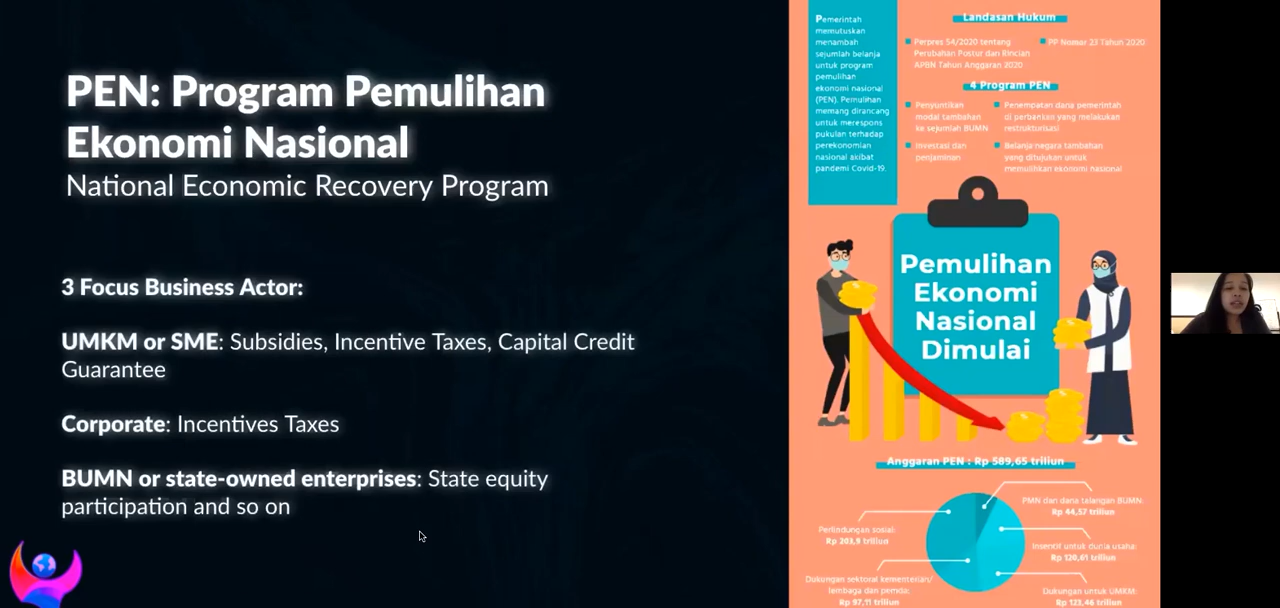 PEN: Program Pemulihan
Ekonomi Nasional
National Economic Recovery Program
3 Focus Business Actor:
UMKM or SME: Subsidies, Incentive Taxes, Capital Credit
Guarantee
Corporate: Incentives Taxes
BUMN or state-owned enterprises: State equity
participation and so on
Pemerintah
memutuskan
menambah
sejumlah belanja
untuk program
pemulihan
ekonomi nasional
(PEN). Pemulihan
memang dirancang
untuk merespons
pukulan terhadap
perekonomian
nasional akibat
pandemi Covid-19.
Landasan Hukum
Perpres 54/2020 tentang
Perubahan Postur dan Rincian
APBN Tahun Anggaran 2020
PP Nomor 23 Tahun 2020
4 Program PEN
Penyuntikan
modal tambahan
ke sejumlah BUMN
Penempatan dana pemerintah
di perbankan yang melakukan
restrukturisasi
Investasi dan
penjaminan
Belanja negara tambahan
yang ditujukan untuk
memulihkan ekonomi nasional
Pemulihan
Ekonomi
Nasional
Dimulai
Anggaran PEN : Rp 589,65 triliun
PMN dan dana talangan BUMN:
Rp 44,57 triliun
Perlindungan sosial:
Rp 203,9 triliun
Insentif untuk dunia usaha:
Rp 120,61 triliun
Dukungan sektoral kementerian/
lembaga dan pemda:
Rp 97,11 triliun
Dukungan untuk UMKM:
Rp 123,46 triliun